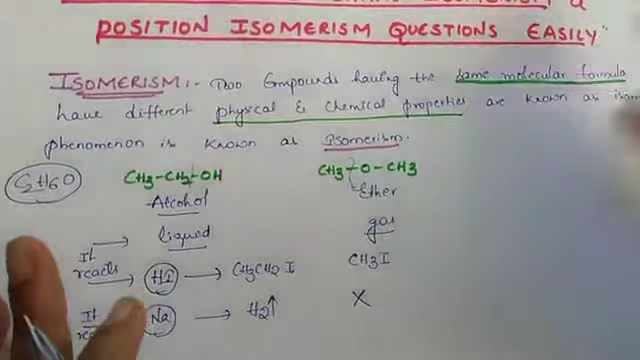 POSITION ISOMERISM QUESTIONS EASILY"
ISOMERISM:- Two Compounds having the same molecular formula
have different physical & chemical properties are known as
phenomenon is known as Isomerism.
C2H6O CH3-CH2-OH CH3-O-CH3
Alcohol Ether
liquid gas
It reacts HI CH3CH2I CH3I
It Na H2↑ X